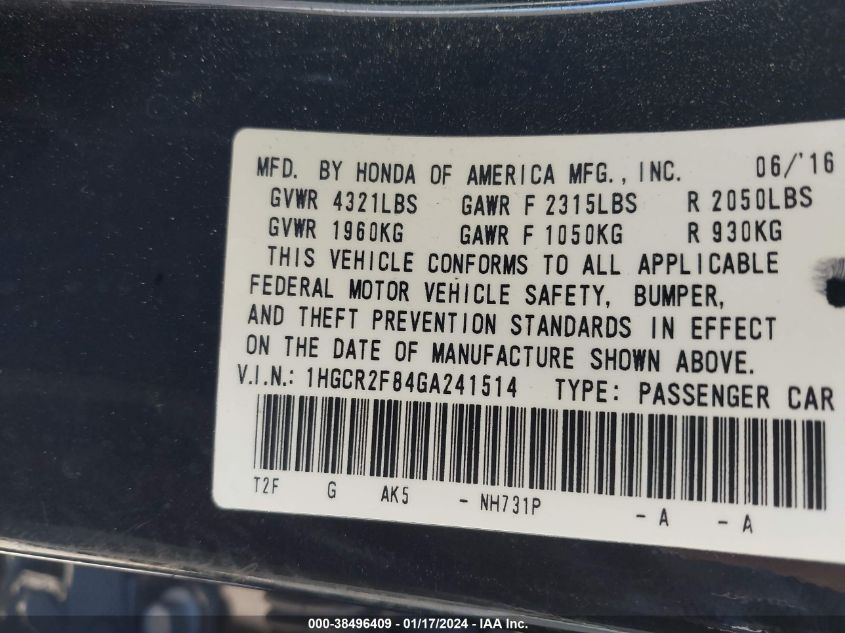 MFD. BY HONDA OF AMERICA MFG., INC. 06/'16
GVWR 4321LBS GAWR F 2315LBS R 2050LBS
GVWR 1960KG GAWR F 1050KG R 930KG
THIS VEHICLE CONFORMS TO ALL APPLICABLE
FEDERAL MOTOR VEHICLE SAFETY, BUMPER,
AND THEFT PREVENTION STANDARDS IN EFFECT
ON THE DATE OF MANUFACTURE SHOWN ABOVE.
V.I.N.: 1HGCR2F84GA241514 TYPE: PASSENGER CAR
T2F G AK5 - NH731P - A - A
000-38496409 - 01/17/2024 - IAA Inc.